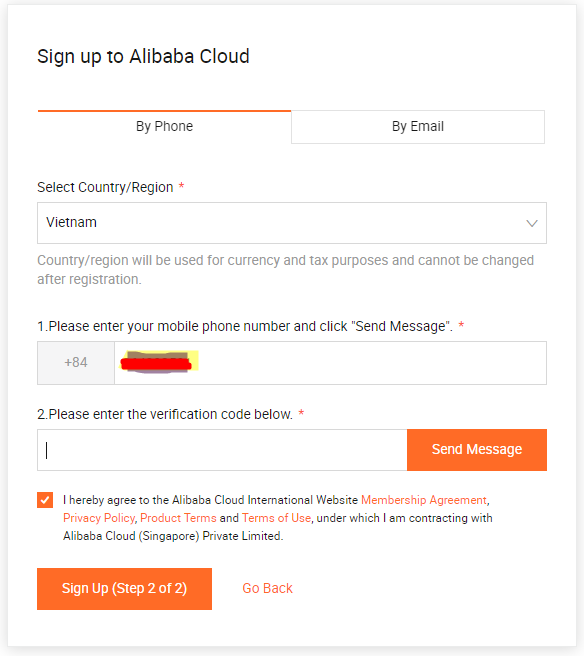 Sign up to Alibaba Cloud
By Phone
By Email
Select Country/Region *
Vietnam
Country/region will be used for currency and tax purposes and cannot be changed
after registration.
1.Please enter your mobile phone number and click "Send Message". *
+84
2.Please enter the verification code below. *
Send Message
I hereby agree to the Alibaba Cloud International Website Membership Agreement,
Privacy Policy, Product Terms and Terms of Use, under which I am contracting with
Alibaba Cloud (Singapore) Private Limited.
Sign Up (Step 2 of 2)
Go Back